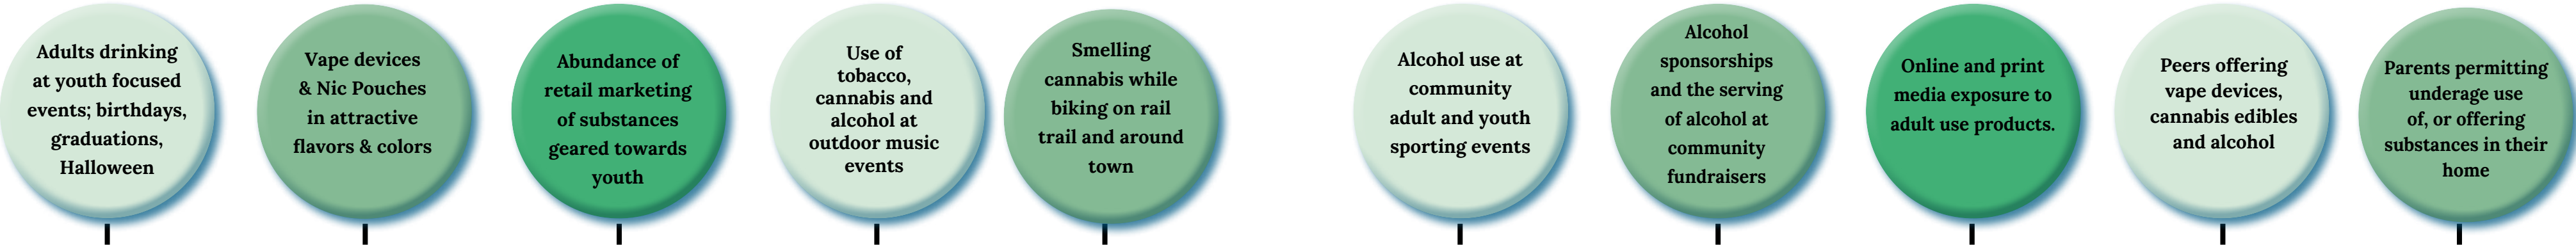 Adults drinking
at youth focused
events; birthdays,
graduations,
Halloween
Vape devices
& Nic Pouches
in attractive
flavors & colors
Abundance of
retail marketing
of substances
geared towards
youth
Use of
tobacco,
cannabis and
alcohol at
outdoor music
events
Smelling
cannabis while
biking on rail
trail and around
town
Alcohol use at
community
adult and youth
sporting events
Alcohol
sponsorships
and the serving
of alcohol at
community
fundraisers
Online and print
media exposure to
adult use products.
Peers offering
vape devices,
cannabis edibles
and alcohol
Parents permitting
underage use
of, or offering
substances in their
home